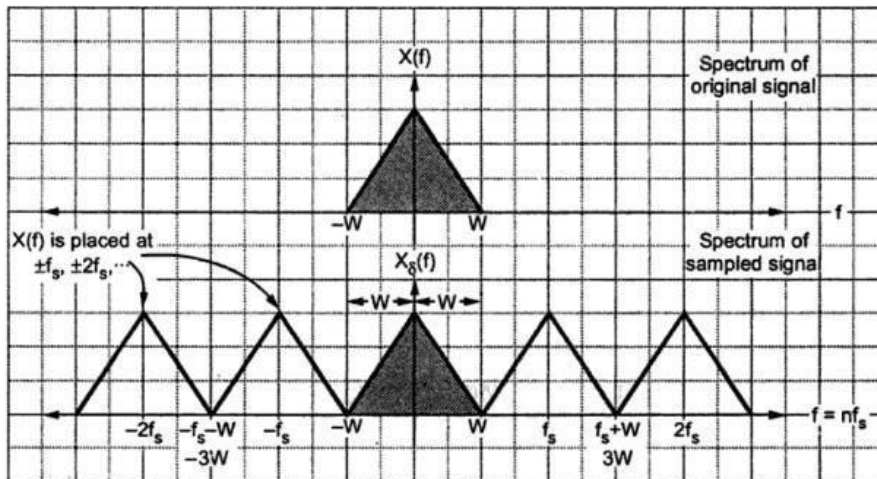 X(f)
Spectrum of
original signal
–W
W
f
X(f) is placed at
±fs, ±2fs,...
Spectrum of
sampled signa
Xδ(f)
W
W
–2fs
–fs–W
–fs
–W
W
fs
fs+W
2fs
f = nfs
–3W
3W